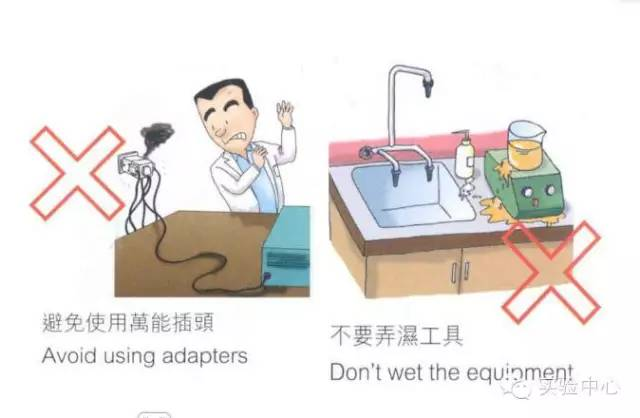 避免使用萬能插頭
Avoid using adapters
不要弄濕工具
Don't wet the equipment
实验中心